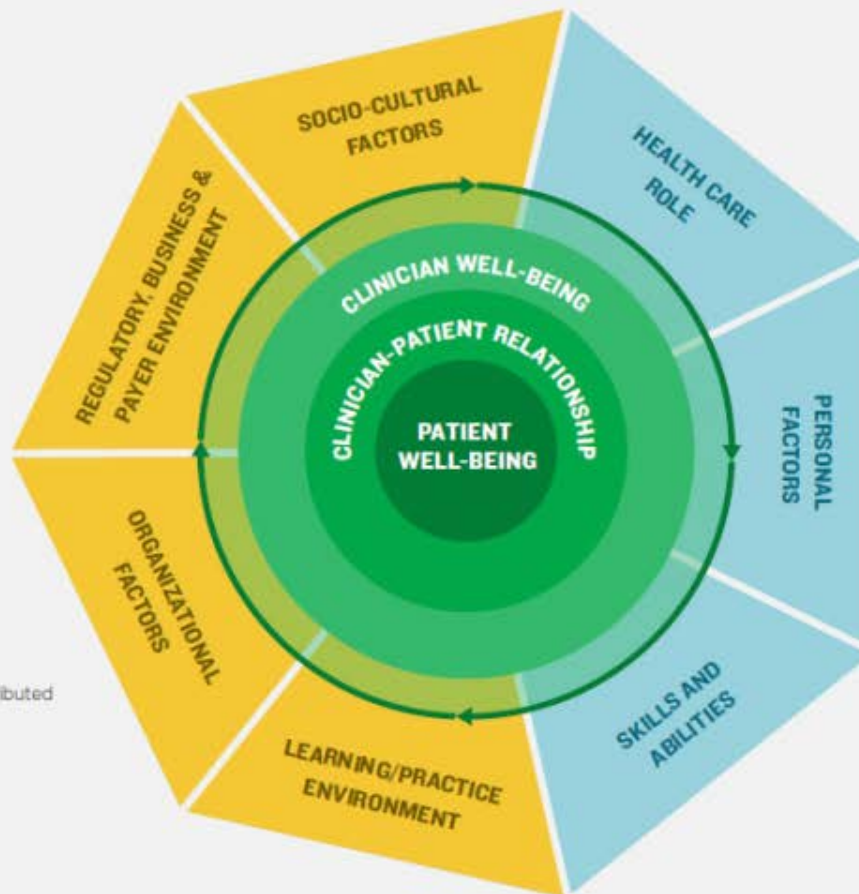 SOCIO-CULTURAL
FACTORS
HEALTH CARE
ROLE
REGULATORY, BUSINESS &
PAYER ENVIRONMENT
CLINICIAN WELL-BEING
CLINICIAN-PATIENT RELATIONSHIP
PATIENT
WELL-BEING
PERSONAL
FACTORS
ORGANIZATIONAL
FACTORS
SKILLS AND
ABILITIES
LEARNING/PRACTICE
ENVIRONMENT